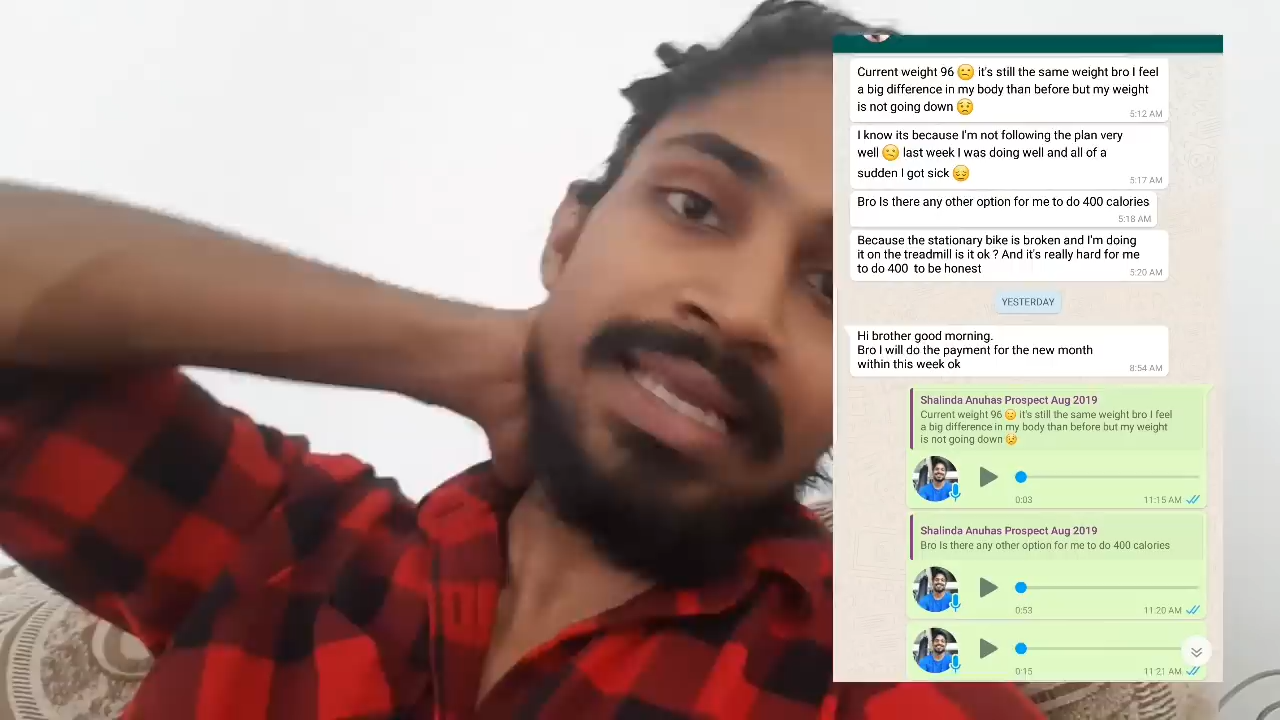 Current weight 96 😕 it's still the same weight bro I feel
a big difference in my body than before but my weight
is not going down 😟
5:12 AM
I know its because I'm not following the plan very
well 😕 last week I was doing well and all of a
sudden I got sick 😔
5:17 AM
Bro Is there any other option for me to do 400 calories
5:18 AM
Because the stationary bike is broken and I'm doing
it on the treadmill is it ok ? And it's really hard for me
to do 400 to be honest
5:20 AM
YESTERDAY
Hi brother good morning.
Bro I will do the payment for the new month
within this week ok
8:54 AM
Shalinda Anuhas Prospect Aug 2019
Current weight 96 😕 it's still the same weight bro I feel
a big difference in my body than before but my weight
is not going down 😟
0:03 11:15 AM
Shalinda Anuhas Prospect Aug 2019
Bro Is there any other option for me to do 400 calories
0:53 11:20 AM
0:15 11:21 AM